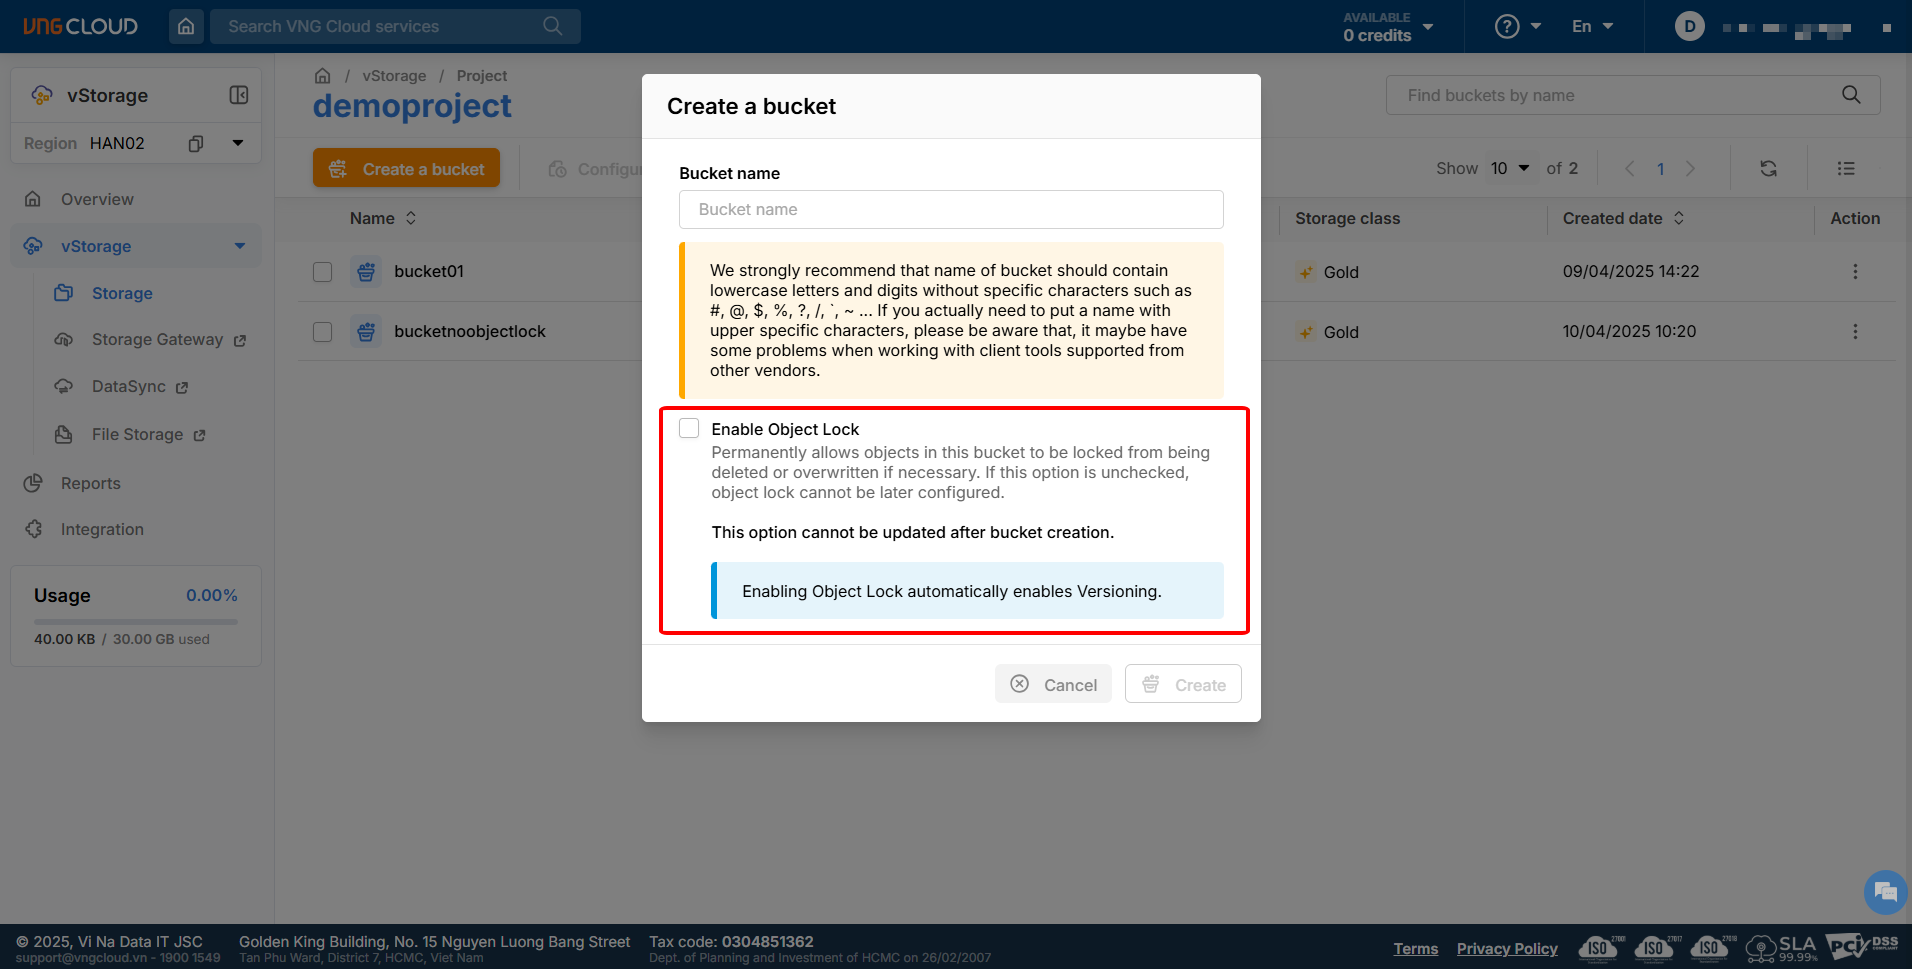 VNG CLOUD
Search VNG Cloud services
AVAILABLE
0 credits
En
D
vStorage
Region HAN02
Overview
vStorage
Storage
Storage Gateway
DataSync
File Storage
Reports
Integration
Usage 0.00%
40.00 KB / 30.00 GB used
/ vStorage / Project
demoproject
Find buckets by name
Create a bucket
Configur
Show 10 of 2
1
Name
Storage class
Created date
Action
bucket01
Gold
09/04/2025 14:22
bucketnoobjectlock
Gold
10/04/2025 10:20
Create a bucket
Bucket name
Bucket name
We strongly recommend that name of bucket should contain
lowercase letters and digits without specific characters such as
#, @, $, %, ?, /, `, ~ ... If you actually need to put a name with
upper specific characters, please be aware that, it maybe have
some problems when working with client tools supported from
other vendors.
Enable Object Lock
Permanently allows objects in this bucket to be locked from being
deleted or overwritten if necessary. If this option is unchecked,
object lock cannot be later configured.
This option cannot be updated after bucket creation.
Enabling Object Lock automatically enables Versioning.
Cancel
Create
© 2025, Vi Na Data IT JSC
support@vngcloud.vn - 1900 1549
Golden King Building, No. 15 Nguyen Luong Bang Street
Tan Phu Ward, District 7, HCMC, Viet Nam
Tax code: 0304851362
Dept. of Planning and Investment of HCMC on 26/02/2007
Terms
Privacy Policy
ISO
ISO
ISO
SLA
99.99%
PCI DSS